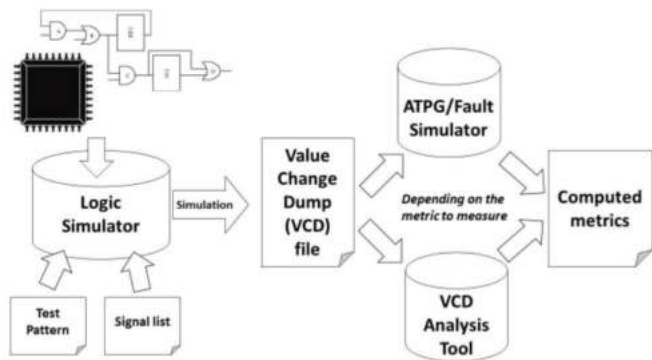 Logic
Simulator
Test
Pattern
Signal list
Simulation
Value
Change
Dump
(VCD)
file
ATPG/Fault
Simulator
Depending on the
metric to measure
VCD
Analysis
Tool
Computed
metrics